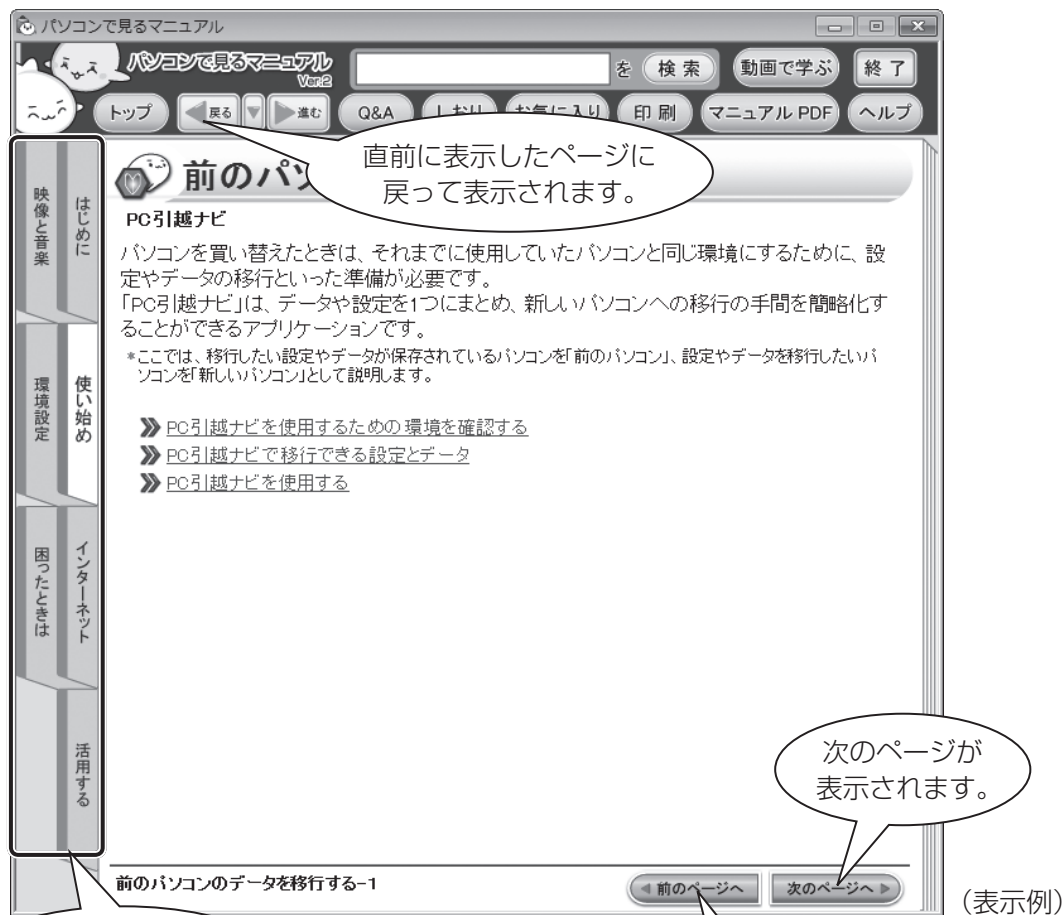 パソコンで見るマニュアル
パソコンで見るマニュアル
Ver.2
を 検索 動画で学ぶ 終了
トップ 戻る 進む Q&A しおり お気に入り 印刷 マニュアル PDF ヘルプ
直前に表示したページに
戻って表示されます。
前のパソ
映像と音楽
はじめに
環境設定
使い始め
困ったときは
インターネット
活用する
PC引越ナビ
パソコンを買い替えたときは、それまでに使用していたパソコンと同じ環境にするために、設
定やデータの移行といった準備が必要です。
「PC引越ナビ」は、データや設定を1つにまとめ、新しいパソコンへの移行の手間を簡略化す
ることができるアプリケーションです。
*ここでは、移行したい設定やデータが保存されているパソコンを「前のパソコン」、設定やデータを移行したいパ
ソコンを「新しいパソコン」として説明します。
PC引越ナビを使用するための環境を確認する
PC引越ナビで移行できる設定とデータ
PC引越ナビを使用する
次のページが
表示されます。
前のパソコンのデータを移行する-1
前のページへ 次のページへ
（表示例）